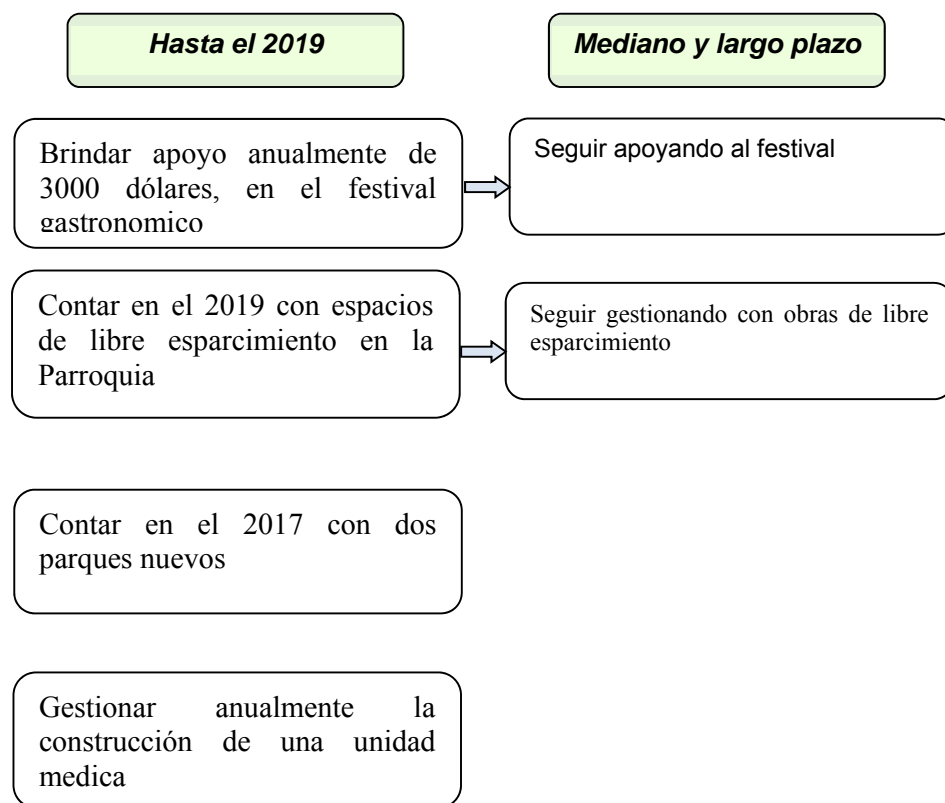 Hasta el 2019
Mediano y largo plazo
Brindar apoyo anualmente de
3000 dólares, en el festival
gastronomico
Seguir apoyando al festival
Contar en el 2019 con espacios
de libre esparcimiento en la
Parroquia
Seguir gestionando con obras de libre
esparcimiento
Contar en el 2017 con dos
parques nuevos
Gestionar anualmente la
construcción de una unidad
medica